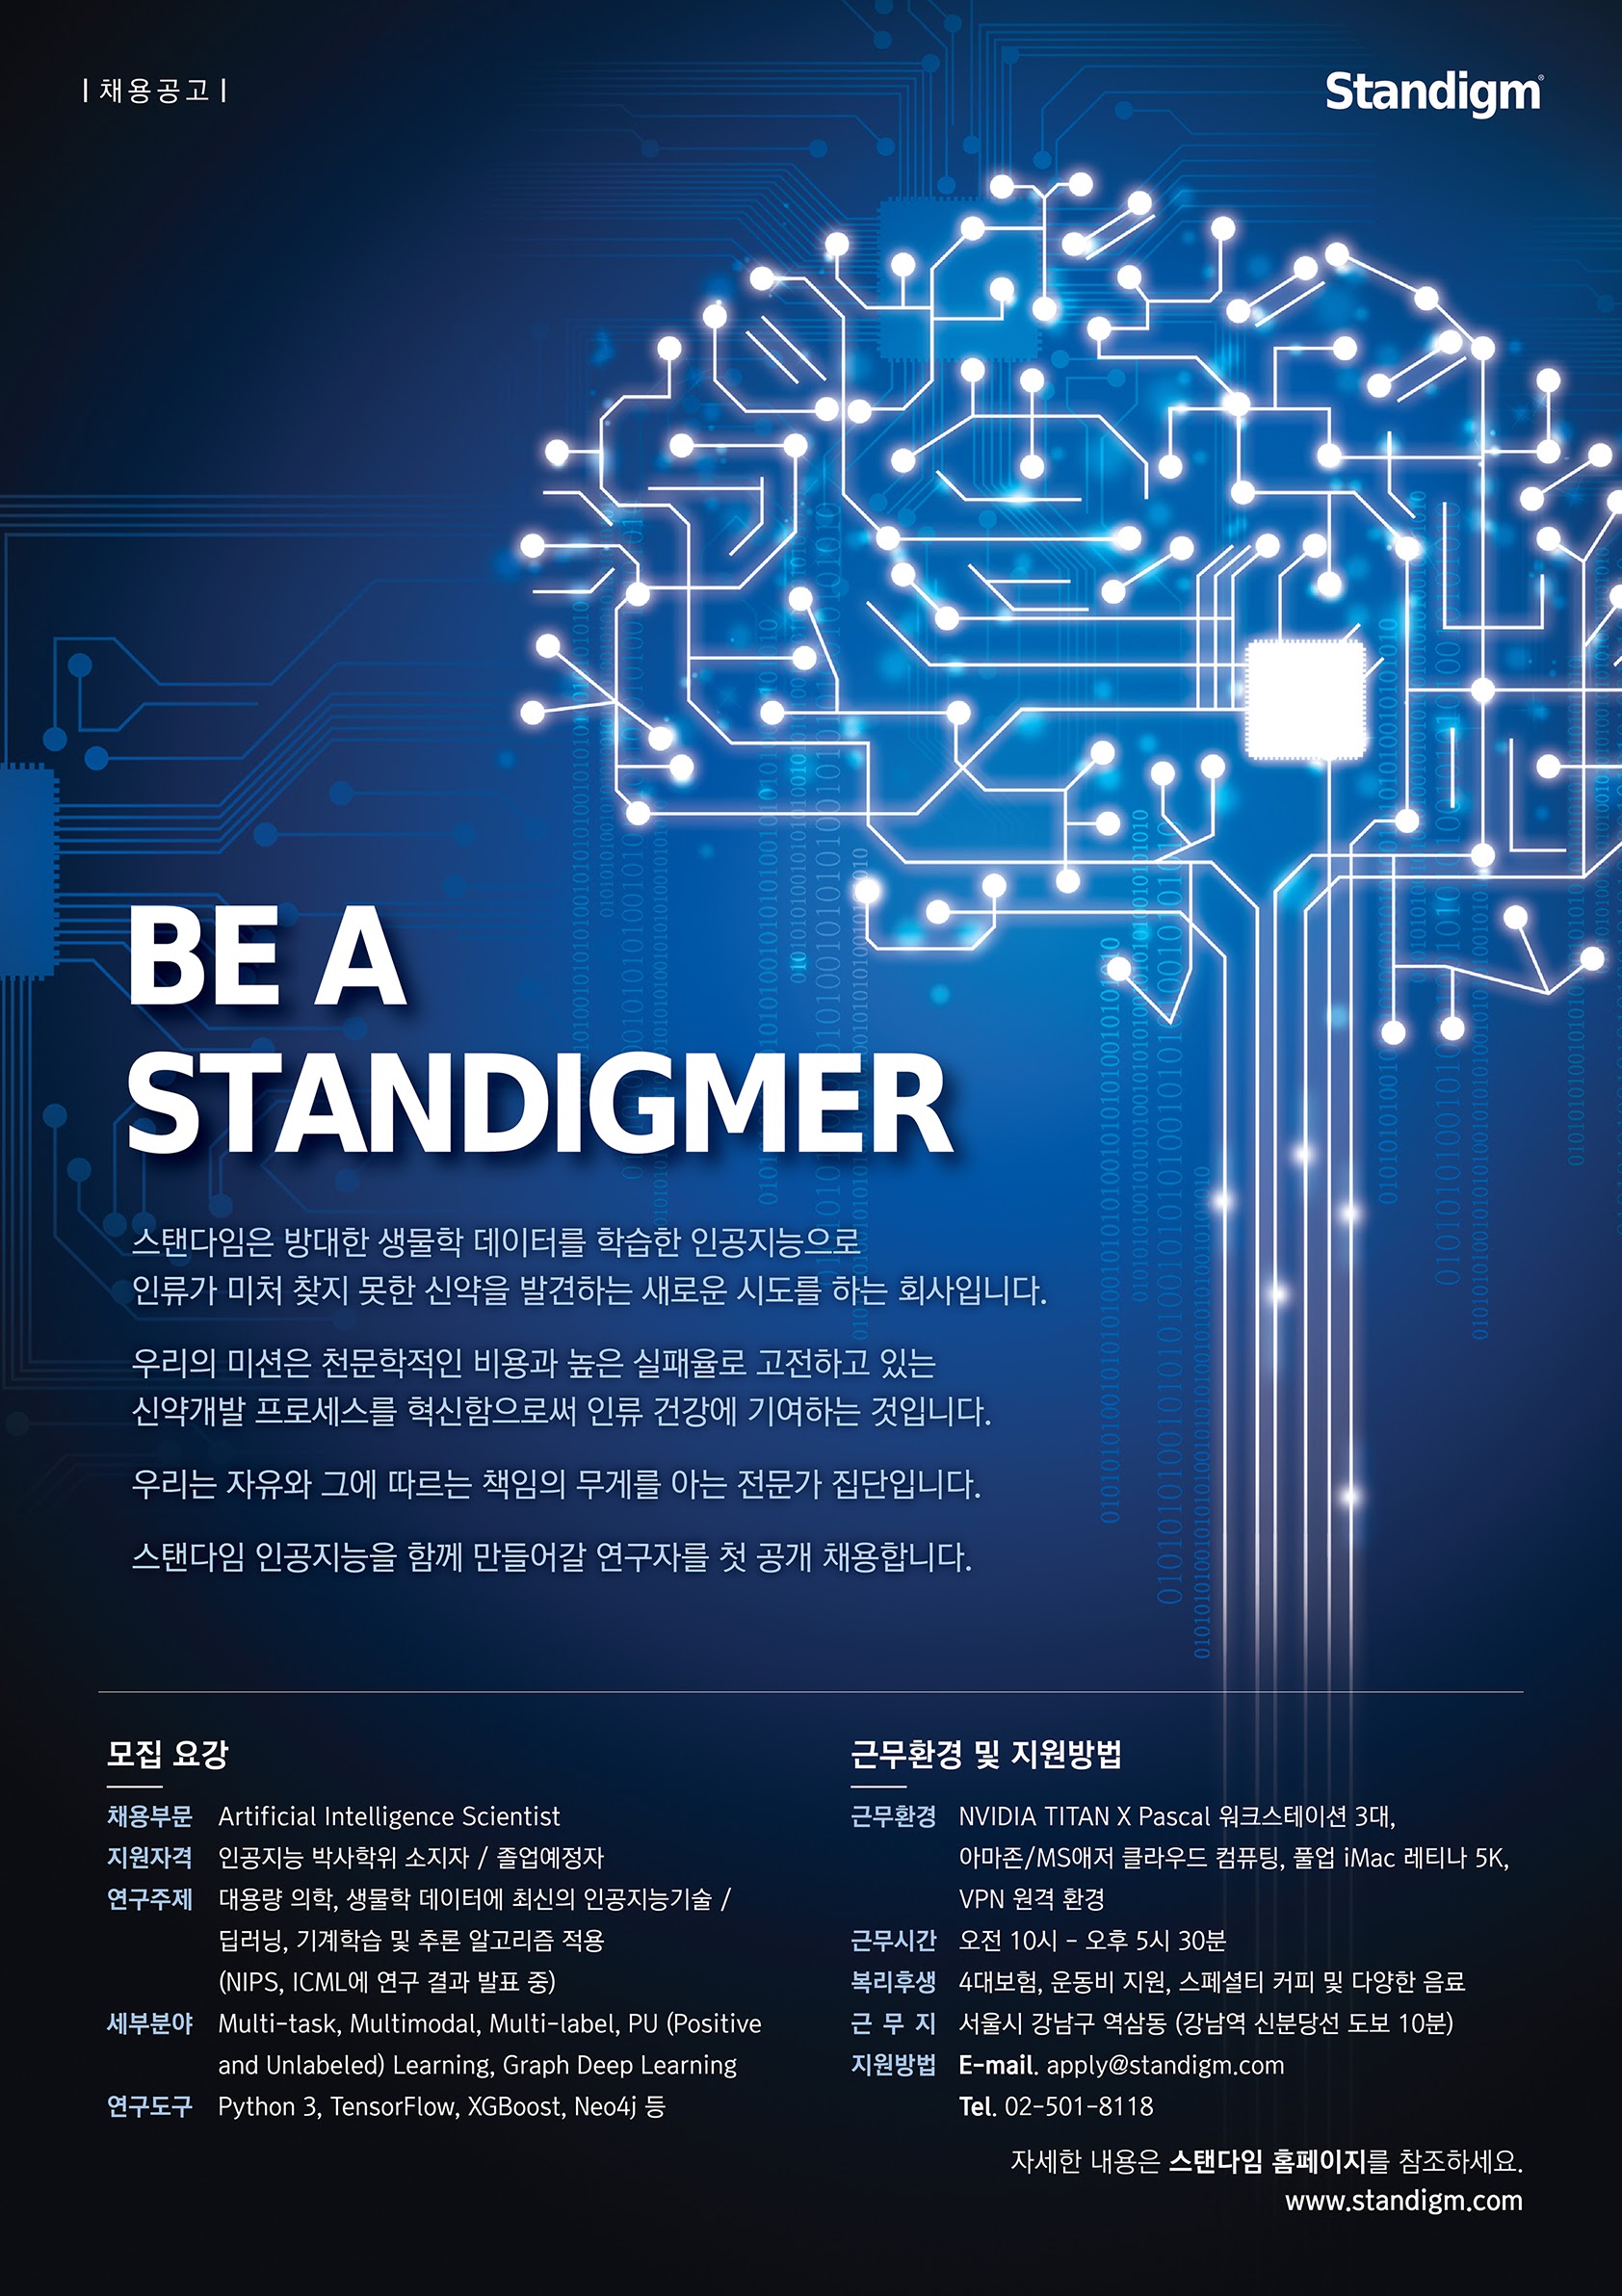 | 채용공고 |
Standigm®
BE A
STANDIGMER
스탠다임은 방대한 생물학 데이터를 학습한 인공지능으로
인류가 미처 찾지 못한 신약을 발견하는 새로운 시도를 하는 회사입니다.
우리의 미션은 천문학적인 비용과 높은 실패율로 고전하고 있는
신약개발 프로세스를 혁신함으로써 인류 건강에 기여하는 것입니다.
우리는 자유와 그에 따르는 책임의 무게를 아는 전문가 집단입니다.
스탠다임 인공지능을 함께 만들어갈 연구자를 첫 공개 채용합니다.
모집 요강
채용부문 Artificial Intelligence Scientist
지원자격 인공지능 박사학위 소지자 / 졸업예정자
연구주제 대용량 의학, 생물학 데이터에 최신의 인공지능기술 /
딥러닝, 기계학습 및 추론 알고리즘 적용
(NIPS, ICML에 연구 결과 발표 중)
세부분야 Multi-task, Multimodal, Multi-label, PU (Positive
and Unlabeled) Learning, Graph Deep Learning
연구도구 Python 3, TensorFlow, XGBoost, Neo4j 등
근무환경 및 지원방법
근무환경 NVIDIA TITAN X Pascal 워크스테이션 3대,
아마존/MS애저 클라우드 컴퓨팅, 풀업 iMac 레티나 5K,
VPN 원격 환경
근무시간 오전 10시 - 오후 5시 30분
복리후생 4대보험, 운동비 지원, 스페셜티 커피 및 다양한 음료
근 무 지 서울시 강남구 역삼동 (강남역 신분당선 도보 10분)
지원방법 E-mail. apply@standigm.com
Tel. 02-501-8118
자세한 내용은 스탠다임 홈페이지를 참조하세요.
www.standigm.com